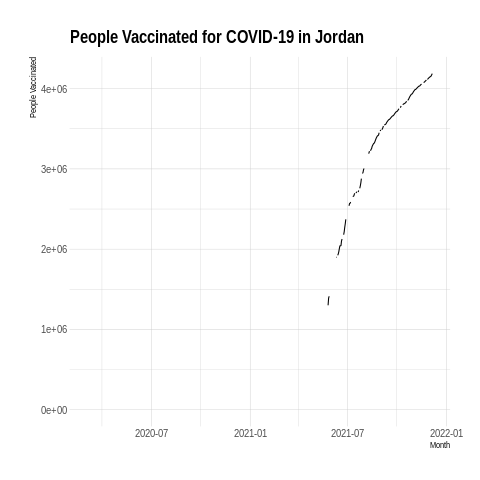 People Vaccinated for COVID-19 in Jordan
People Vaccinated
4e+06
3e+06
2e+06
1e+06
0e+00
2020-07 2021-01 2021-07 2022-01
Month